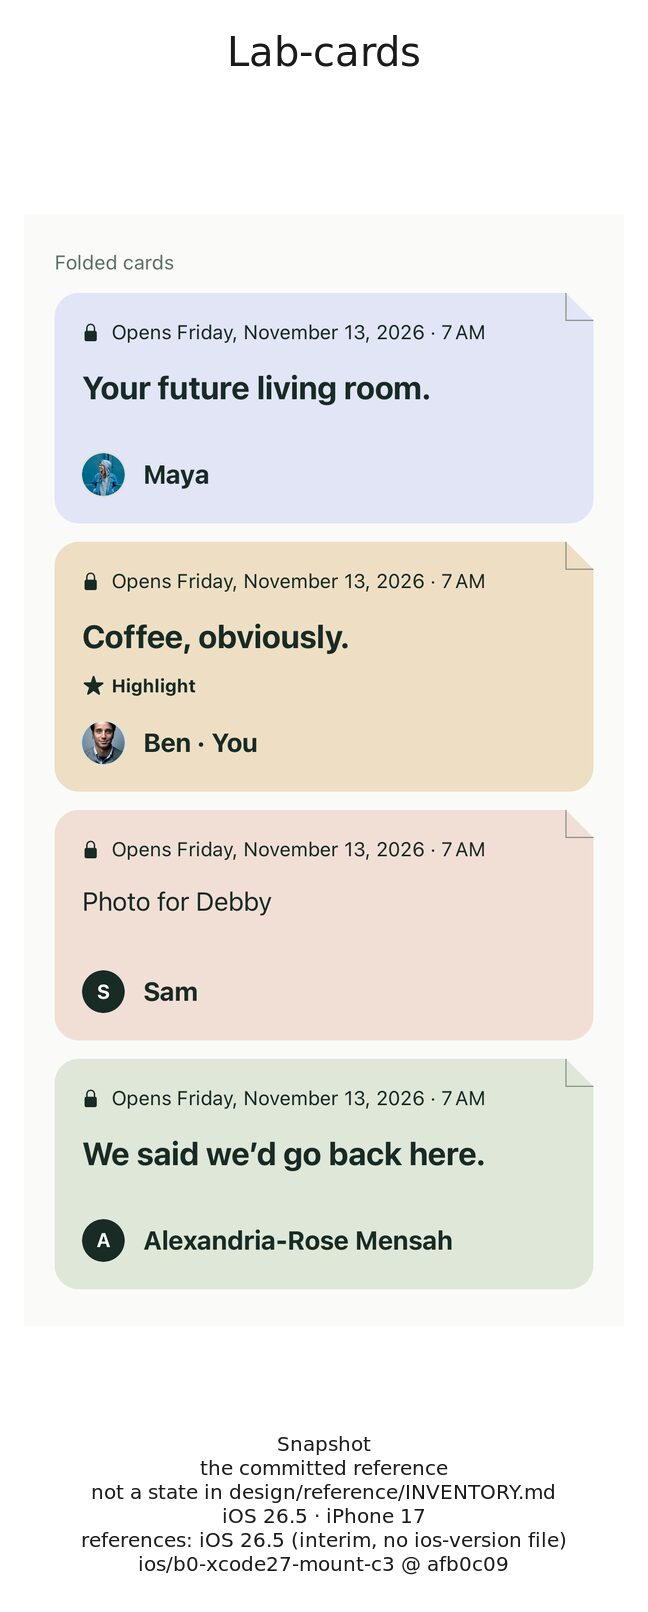 Lab-cards
Folded cards
Opens Friday, November 13, 2026 · 7 AM
Your future living room.
Maya
Opens Friday, November 13, 2026 · 7 AM
Coffee, obviously.
Highlight
Ben · You
Opens Friday, November 13, 2026 · 7 AM
Photo for Debby
S
Sam
Opens Friday, November 13, 2026 · 7 AM
We said we’d go back here.
A
Alexandria-Rose Mensah
Snapshot
the committed reference
not a state in design/reference/INVENTORY.md
iOS 26.5 · iPhone 17
references: iOS 26.5 (interim, no ios-version file)
ios/b0-xcode27-mount-c3 @ afb0c09